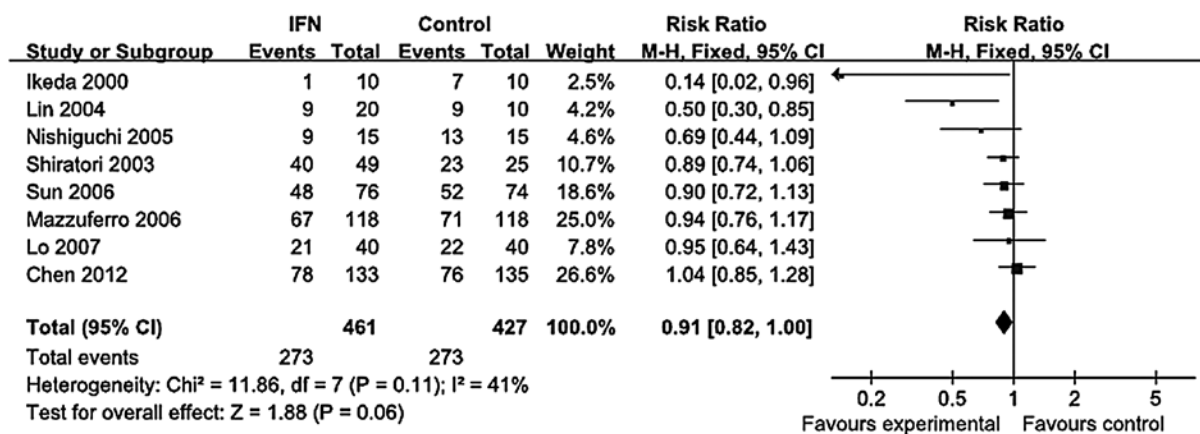 IFN Control Risk Ratio Risk Ratio
Study or Subgroup Events Total Events Total Weight M-H, Fixed, 95% CI M-H, Fixed, 95% CI
Ikeda 2000 1 10 7 10 2.5% 0.14 [0.02, 0.96]
Lin 2004 9 20 9 10 4.2% 0.50 [0.30, 0.85]
Nishiguchi 2005 9 15 13 15 4.6% 0.69 [0.44, 1.09]
Shiratori 2003 40 49 23 25 10.7% 0.89 [0.74, 1.06]
Sun 2006 48 76 52 74 18.6% 0.90 [0.72, 1.13]
Mazzuferro 2006 67 118 71 118 25.0% 0.94 [0.76, 1.17]
Lo 2007 21 40 22 40 7.8% 0.95 [0.64, 1.43]
Chen 2012 78 133 76 135 26.6% 1.04 [0.85, 1.28]
Total (95% CI) 461 427 100.0% 0.91 [0.82, 1.00]
Total events 273 273
Heterogeneity: Chi² = 11.86, df = 7 (P = 0.11); I² = 41%
Test for overall effect: Z = 1.88 (P = 0.06)
0.2 0.5 1 2 5
Favours experimental Favours control